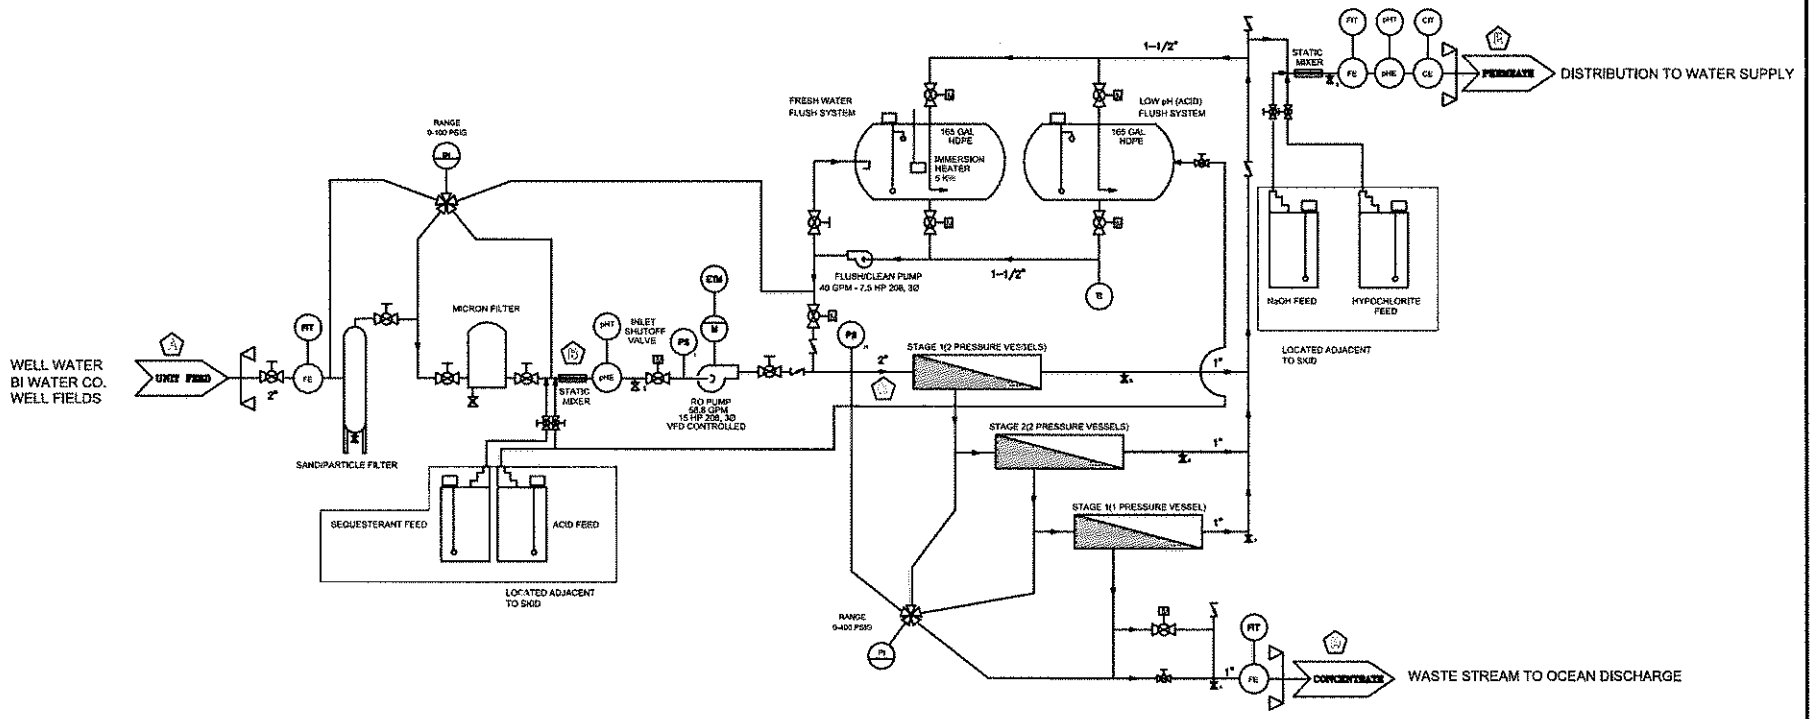 WELL WATER
BI WATER CO.
WELL FIELDS
A
UNIT FEED
2"
FIT
FE
SAND/PARTICLE FILTER
RANGE
0-100 PSIG
PI
MICRON FILTER
B
STATIC
MIXER
pHT
pHE
INLET
SHUTOFF
VALVE
PS
ETM
M
RO PUMP
58.8 GPM
15 HP 208, 3Ø
VFD CONTROLLED
SEQUESTERANT FEED
ACID FEED
LOCATED ADJACENT
TO SKID
FRESH WATER
FLUSH SYSTEM
165 GAL
HDPE
IMMERSION
HEATER
5 KW
LOW pH (ACID)
FLUSH SYSTEM
165 GAL
HDPE
1-1/2"
1-1/2"
FLUSH/CLEAN PUMP
40 GPM - 7.5 HP 208, 3Ø
PS
2"
STAGE 1(2 PRESSURE VESSELS)
1"
STAGE 2(2 PRESSURE VESSELS)
1"
STAGE 1(1 PRESSURE VESSEL)
1"
RANGE
0-400 PSIG
PI
STATIC
MIXER
FIT
pHT
CIT
FE
pHE
CE
PERMEATE
DISTRIBUTION TO WATER SUPPLY
NaOH FEED
HYPOCHLORITE
FEED
LOCATED ADJACENT
TO SKID
1"
FIT
FE
CONCENTRATE
WASTE STREAM TO OCEAN DISCHARGE